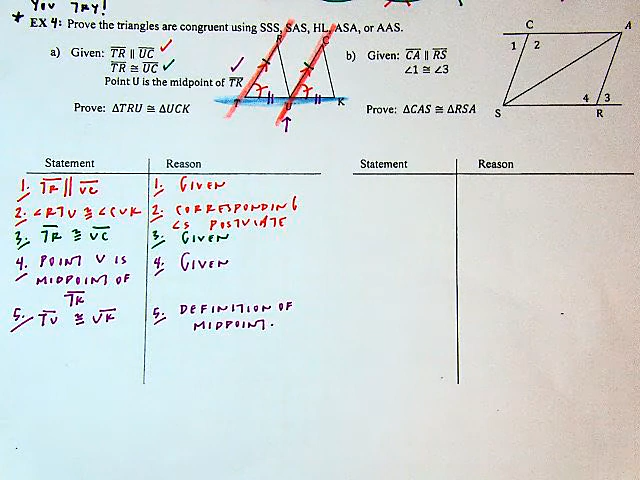 YOU TRY!
* EX 4: Prove the triangles are congruent using SSS, SAS, HL, ASA, or AAS.
a) Given: TR ∥ UC ✓
TR ≅ UC ✓
Point U is the midpoint of TK ✓
Prove: ΔTRU ≅ ΔUCK
R C
T U K
b) Given: CA ∥ RS
∠1 ≅ ∠3
Prove: ΔCAS ≅ ΔRSA
C A
1 2
4 3
S R
Statement Reason
1. TR ∥ UC 1. GIVEN
2. ∠RTU ≅ ∠CUK 2. CORRESPONDING
∠S POSTULATE
3. TR ≅ UC 3. GIVEN
4. POINT U IS 4. GIVEN
MIDPOINT OF
TK
5. TU ≅ UK 5. DEFINITION OF
MIDPOINT.
Statement Reason